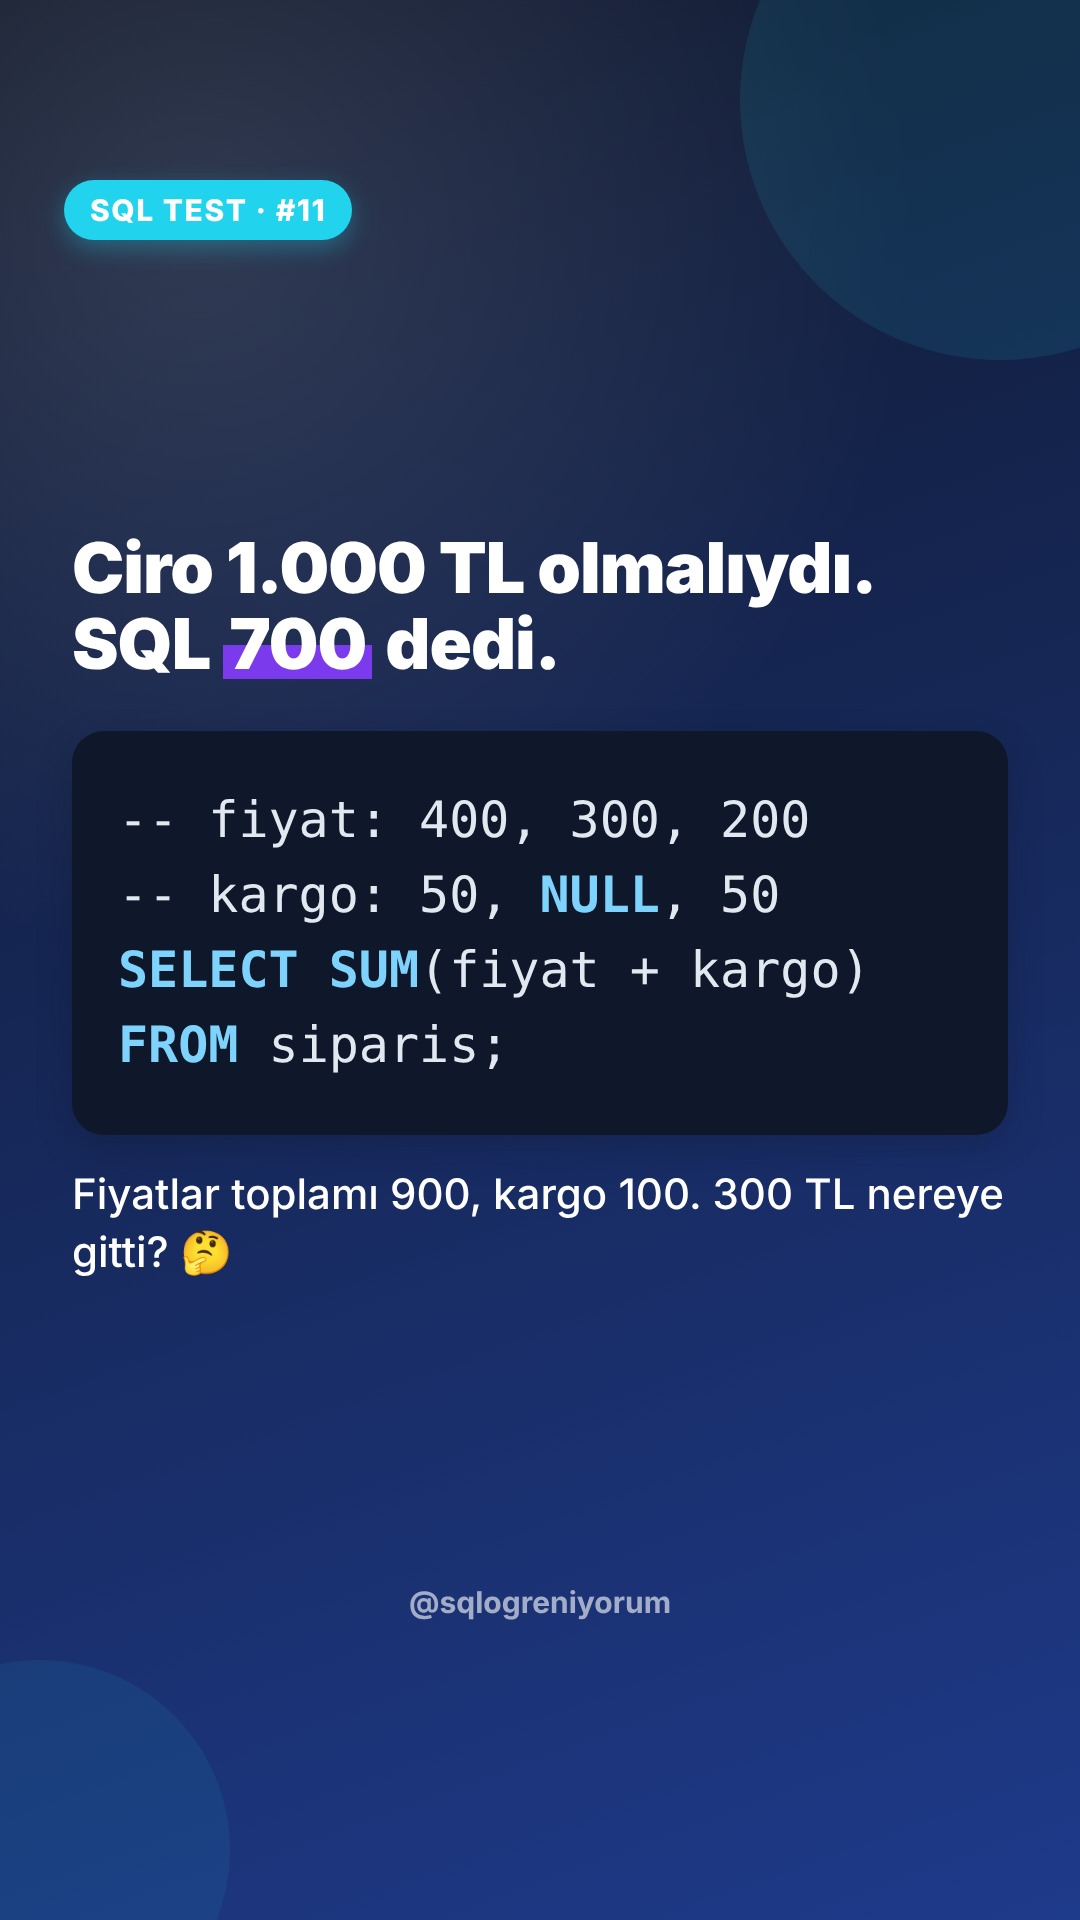 SQL TEST · #11
Ciro 1.000 TL olmalıydı.
SQL 700 dedi.
-- fiyat: 400, 300, 200
-- kargo: 50, NULL, 50
SELECT SUM(fiyat + kargo)
FROM siparis;
Fiyatlar toplamı 900, kargo 100. 300 TL nereye
gitti? 🤔
@sqlogreniyorum